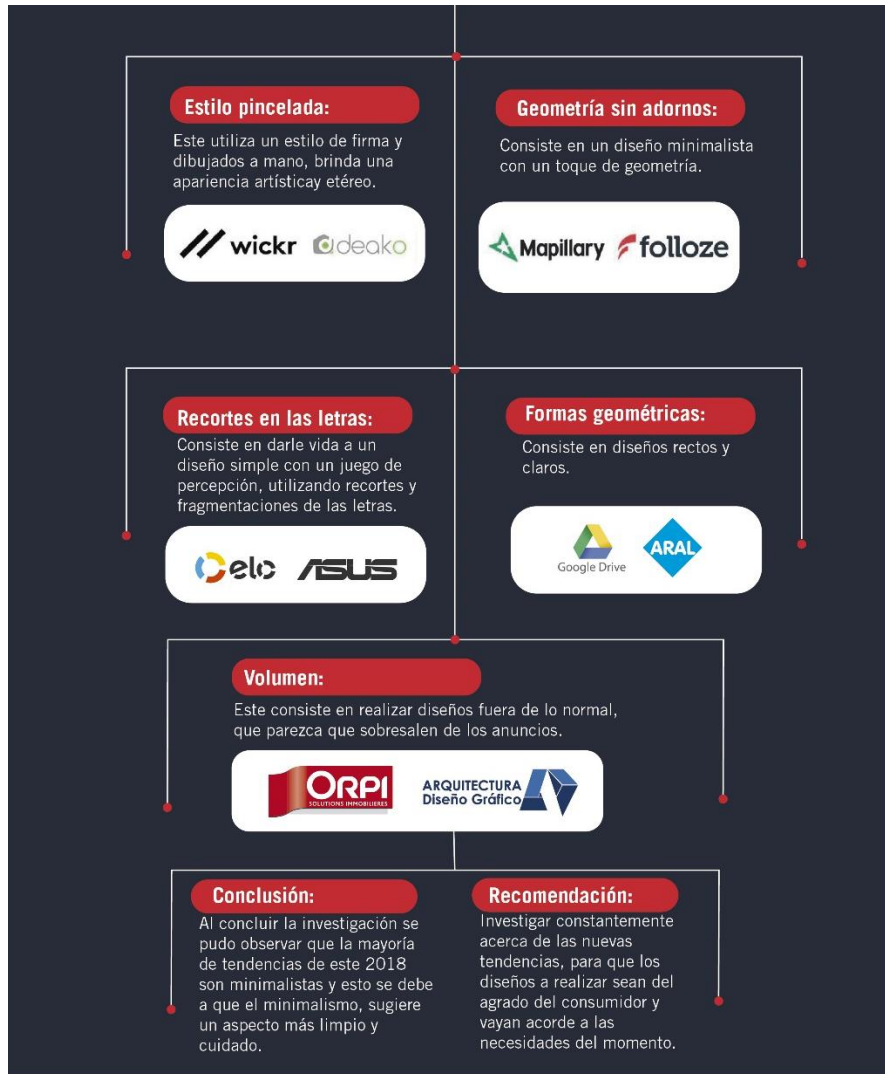 Estilo pincelada:
Este utiliza un estilo de firma y
dibujados a mano, brinda una
apariencia artísticay etéreo.
wickr deako
Geometría sin adornos:
Consiste en un diseño minimalista
con un toque de geometría.
Mapillary folloze
Recortes en las letras:
Consiste en darle vida a un
diseño simple con un juego de
percepción, utilizando recortes y
fragmentaciones de las letras.
elo ASUS
Formas geométricas:
Consiste en diseños rectos y
claros.
Google Drive
ARAL
Volumen:
Este consiste en realizar diseños fuera de lo normal,
que parezca que sobresalen de los anuncios.
ORPI
SOLUTIONS IMMOBILIERES
ARQUITECTURA
Diseño Gráfico
Conclusión:
Al concluir la investigación se
pudo observar que la mayoría
de tendencias de este 2018
son minimalistas y esto se debe
a que el minimalismo, sugiere
un aspecto más limpio y
cuidado.
Recomendación:
Investigar constantemente
acerca de las nuevas
tendencias, para que los
diseños a realizar sean del
agrado del consumidor y
vayan acorde a las
necesidades del momento.